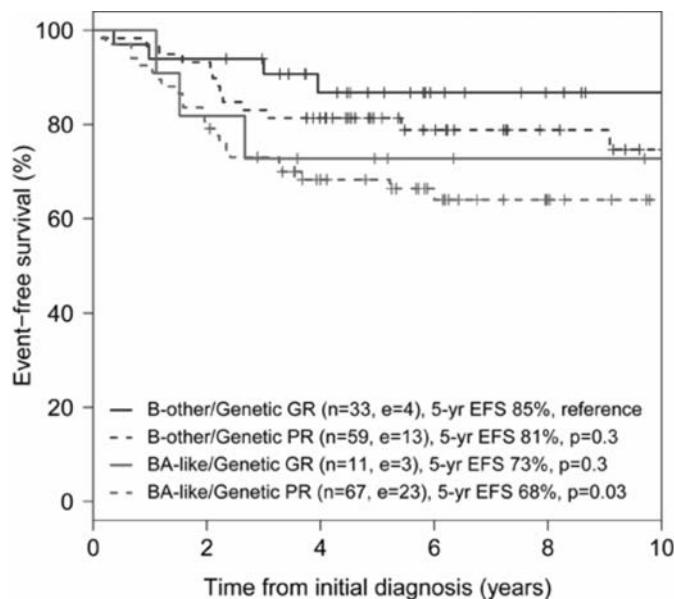 100
80
60
40
20
0
Event-free survival (%)
B-other/Genetic GR (n=33, e=4), 5-yr EFS 85%, reference
B-other/Genetic PR (n=59, e=13), 5-yr EFS 81%, p=0.3
BA-like/Genetic GR (n=11, e=3), 5-yr EFS 73%, p=0.3
BA-like/Genetic PR (n=67, e=23), 5-yr EFS 68%, p=0.03
0 2 4 6 8 10
Time from initial diagnosis (years)